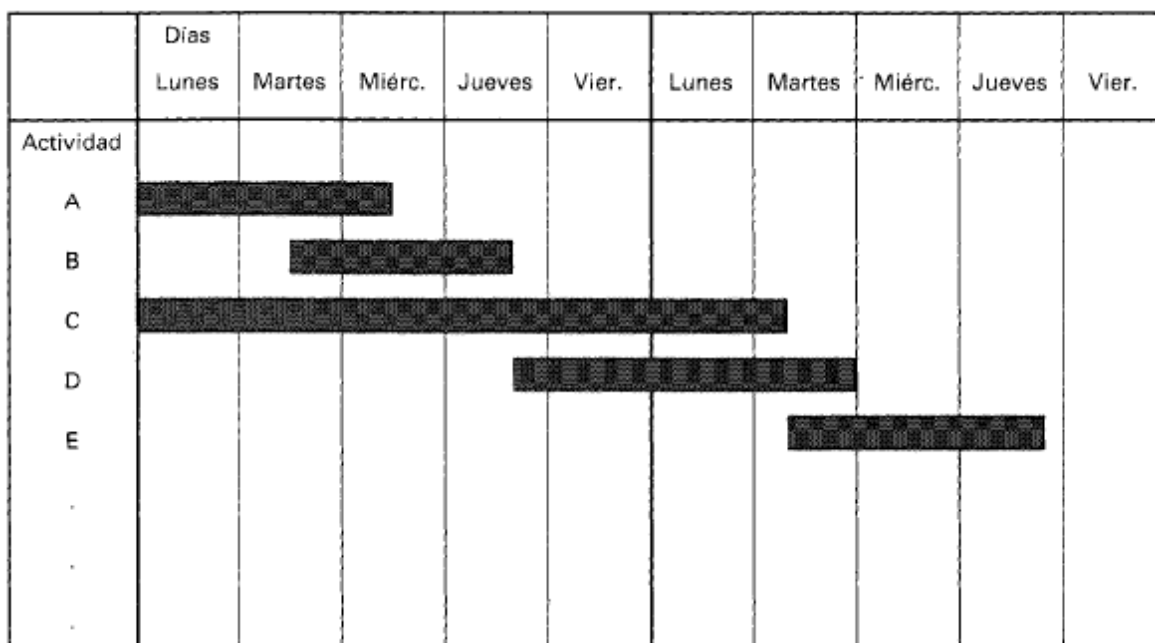 Días
Lunes Martes Miérc. Jueves Vier. Lunes Martes Miérc. Jueves Vier.
Actividad
A
B
C
D
E
.
.
.